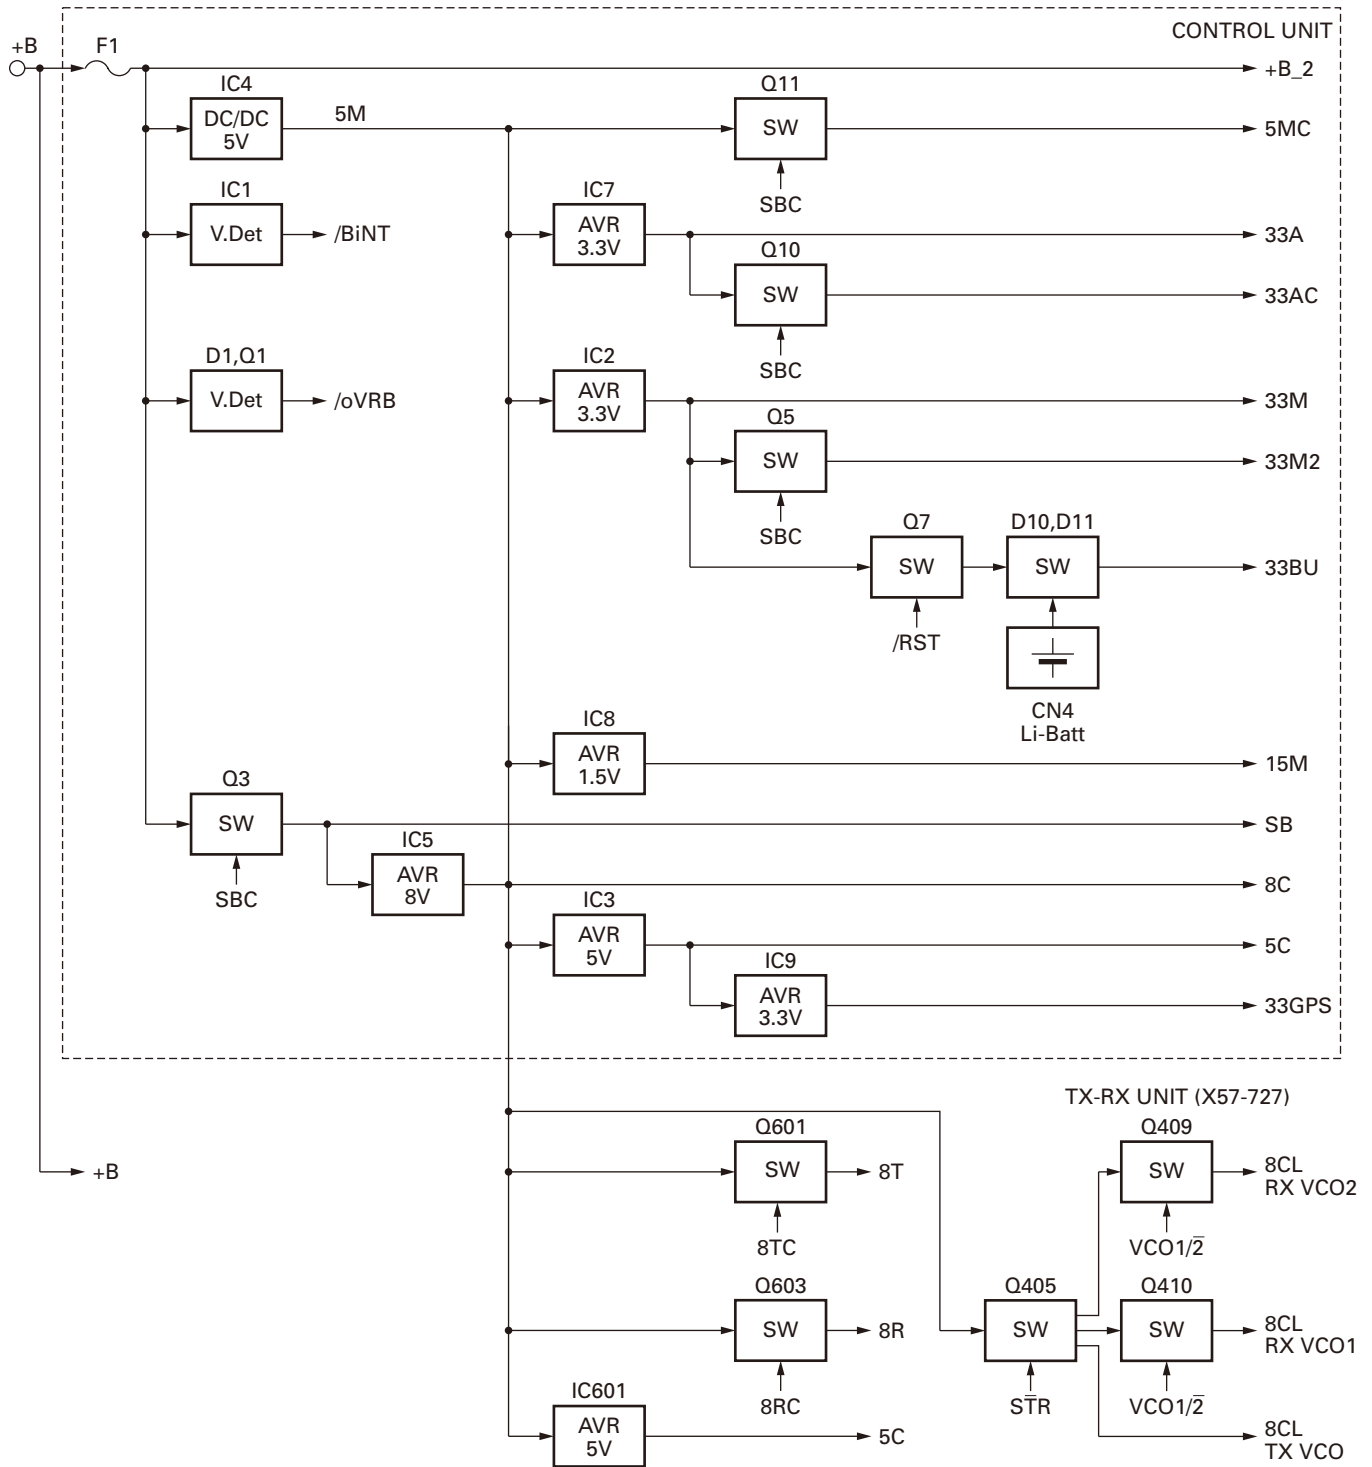 CONTROL UNIT
+B
F1
+B_2
IC4
DC/DC
5V
5M
Q11
SW
5MC
SBC
IC1
V.Det
/BiNT
IC7
AVR
3.3V
33A
Q10
SW
33AC
SBC
D1,Q1
V.Det
/oVRB
IC2
AVR
3.3V
33M
Q5
SW
33M2
SBC
Q7
SW
/RST
D10,D11
SW
33BU
CN4
Li-Batt
IC8
AVR
1.5V
15M
Q3
SW
SBC
SB
IC5
AVR
8V
8C
IC3
AVR
5V
5C
IC9
AVR
3.3V
33GPS
TX-RX UNIT (X57-727)
+B
Q601
SW
8T
8TC
Q409
SW
8CL
RX VCO2
VCO1/2̅
Q603
SW
8R
8RC
Q405
SW
ST̅R
Q410
SW
8CL
RX VCO1
VCO1/2̅
IC601
AVR
5V
5C
8CL
TX VCO